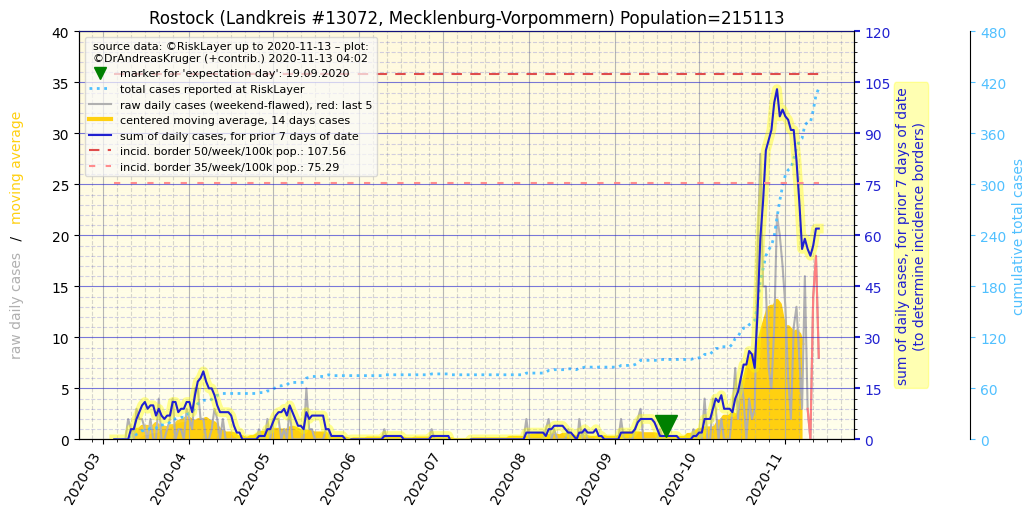 Rostock (Landkreis #13072, Mecklenburg-Vorpommern) Population=215113
source data: ©RiskLayer up to 2020-11-13 – plot:
©DrAndreasKruger (+contrib.) 2020-11-13 04:02
marker for 'expectation day': 19.09.2020
total cases reported at RiskLayer
raw daily cases (weekend-flawed), red: last 5
centered moving average, 14 days cases
sum of daily cases, for prior 7 days of date
incid. border 50/week/100k pop.: 107.56
incid. border 35/week/100k pop.: 75.29
raw daily cases / moving average
40
35
30
25
20
15
10
5
0
2020-03
2020-04
2020-05
2020-06
2020-07
2020-08
2020-09
2020-10
2020-11
120
105
90
75
60
45
30
15
0
sum of daily cases, for prior 7 days of date
(to determine incidence borders)
480
420
360
300
240
180
120
60
0
cumulative total cases